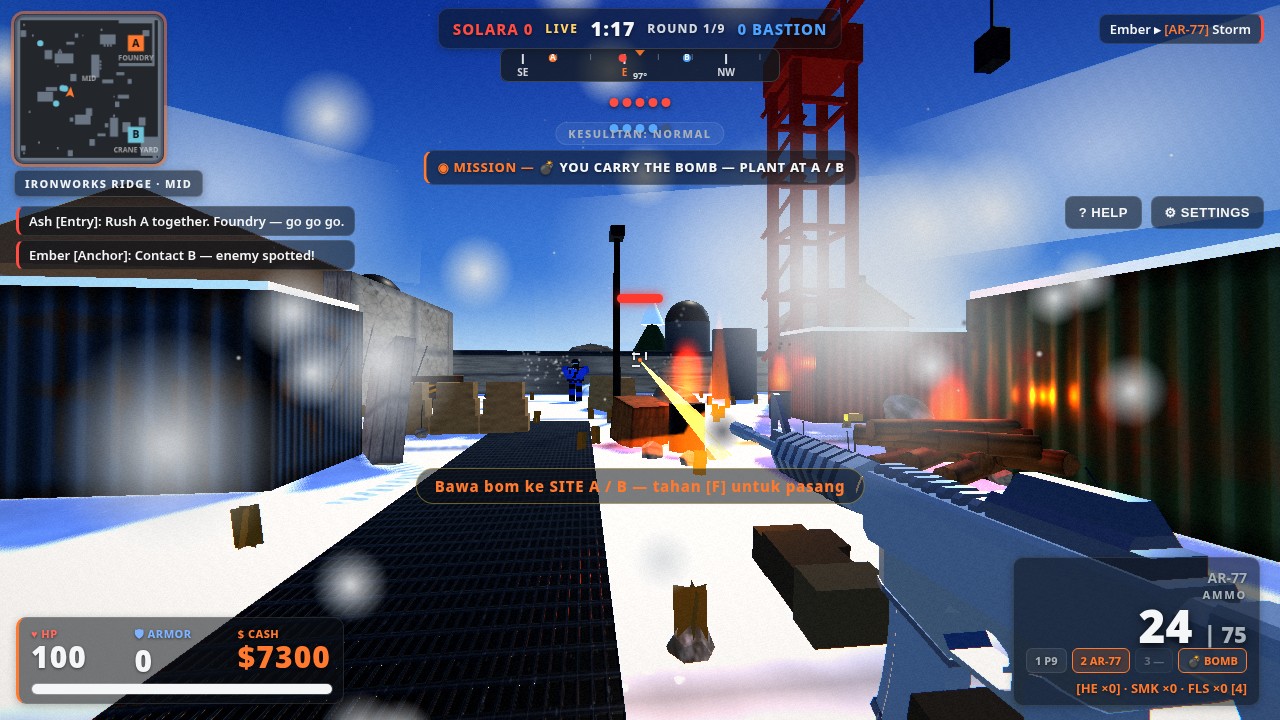 A
FOUNDRY
MID
B
CRANE YARD
IRONWORKS RIDGE · MID
Ash [Entry]: Rush A together. Foundry — go go go.
Ember [Anchor]: Contact B — enemy spotted!
SOLARA 0 LIVE 1:17 ROUND 1/9 0 BASTION
A B
SE E 97° NW
KESULITAN: NORMAL
◉ MISSION — 💣 YOU CARRY THE BOMB — PLANT AT A / B
Ember ▸ [AR-77] Storm
? HELP ⚙ SETTINGS
Bawa bom ke SITE A / B — tahan [F] untuk pasang
♥ HP ARMOR $ CASH
100 0 $7300
AR-77
AMMO
24 | 75
1 P9 2 AR-77 3 — 💣 BOMB
[HE ×0] · SMK ×0 · FLS ×0 [4]